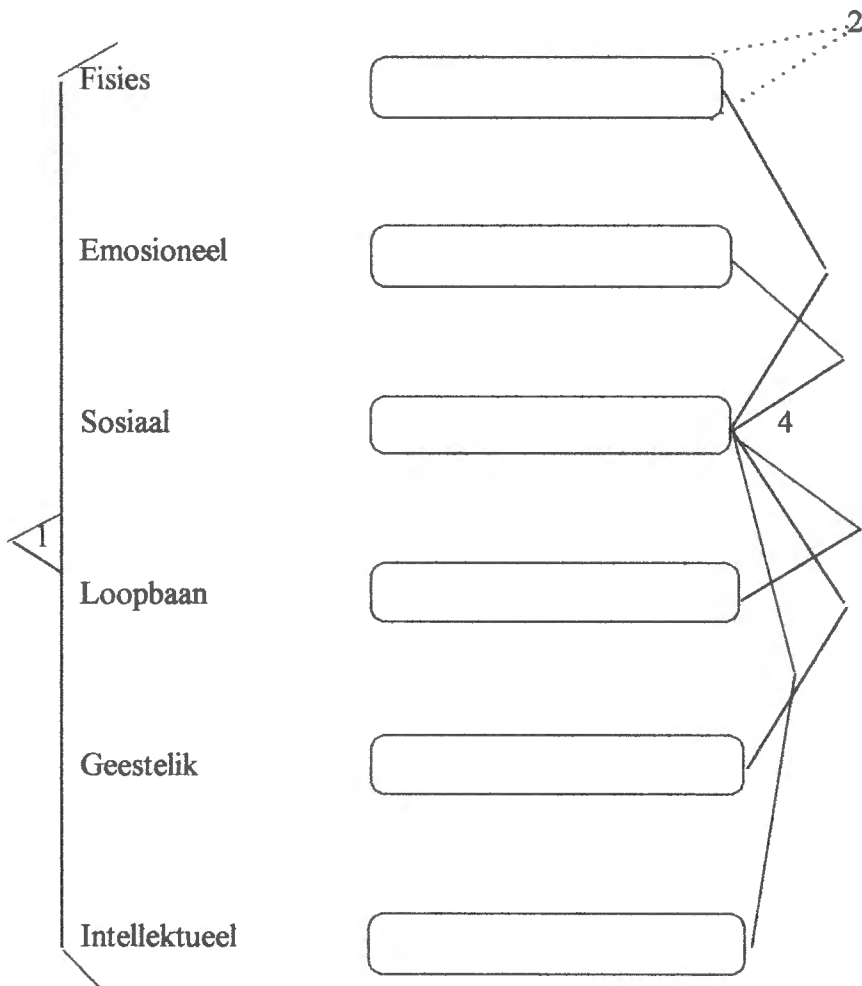 2
Fisies
Emosioneel
Sosiaal
4
1
Loopbaan
Geestelik
Intellektueel